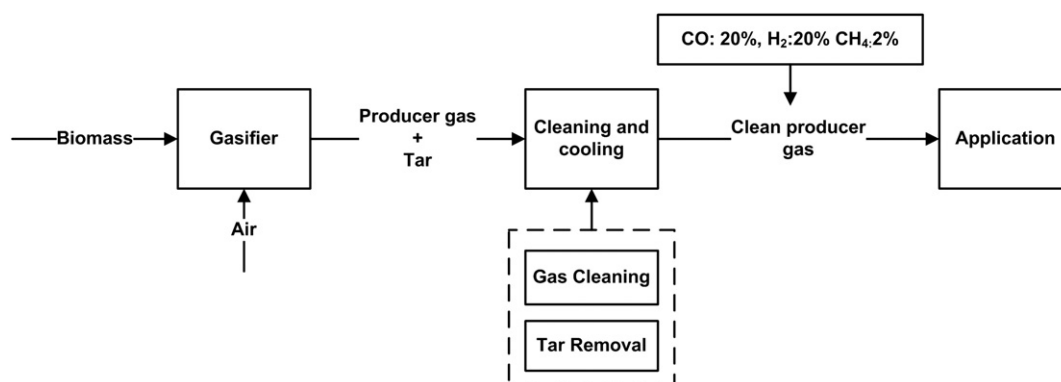 CO: 20%, H₂:20% CH₄:2%
Biomass
Gasifier
Producer gas
+
Tar
Cleaning and
cooling
Clean producer
gas
Application
Air
Gas Cleaning
Tar Removal